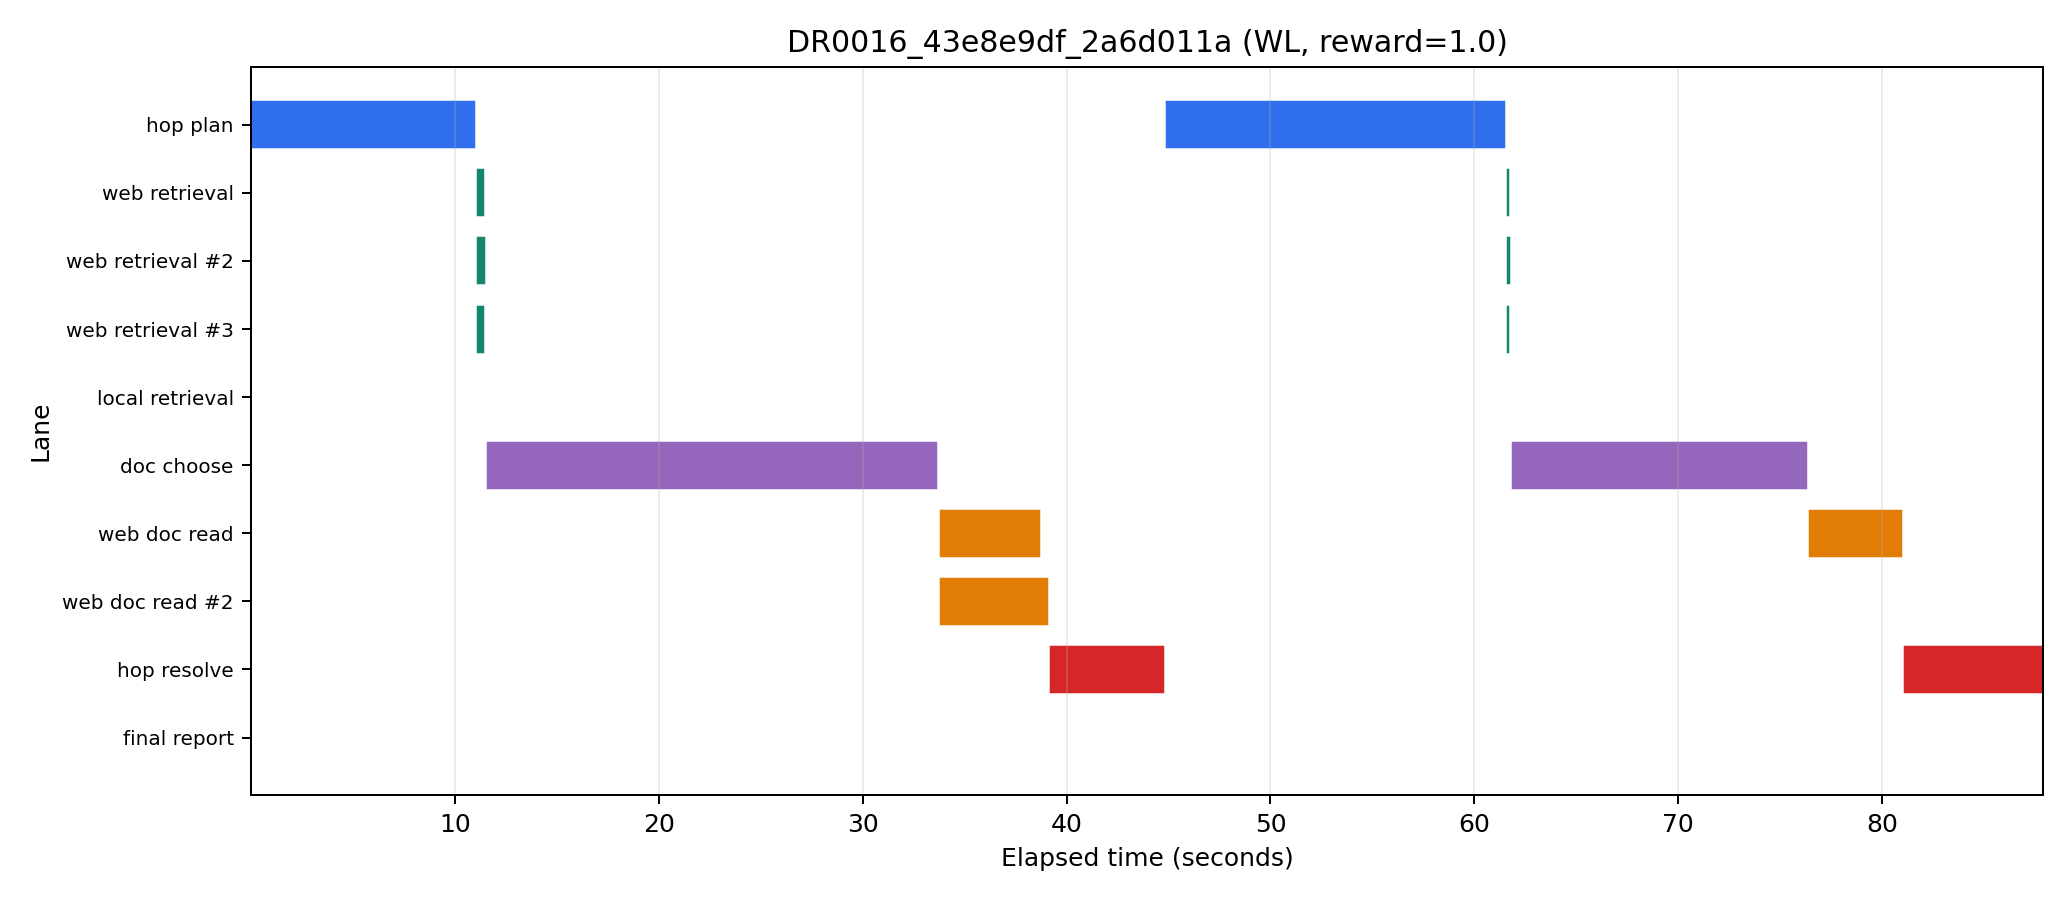 DR0016_43e8e9df_2a6d011a (WL, reward=1.0)
Lane
hop plan
web retrieval
web retrieval #2
web retrieval #3
local retrieval
doc choose
web doc read
web doc read #2
hop resolve
final report
10 20 30 40 50 60 70 80
Elapsed time (seconds)